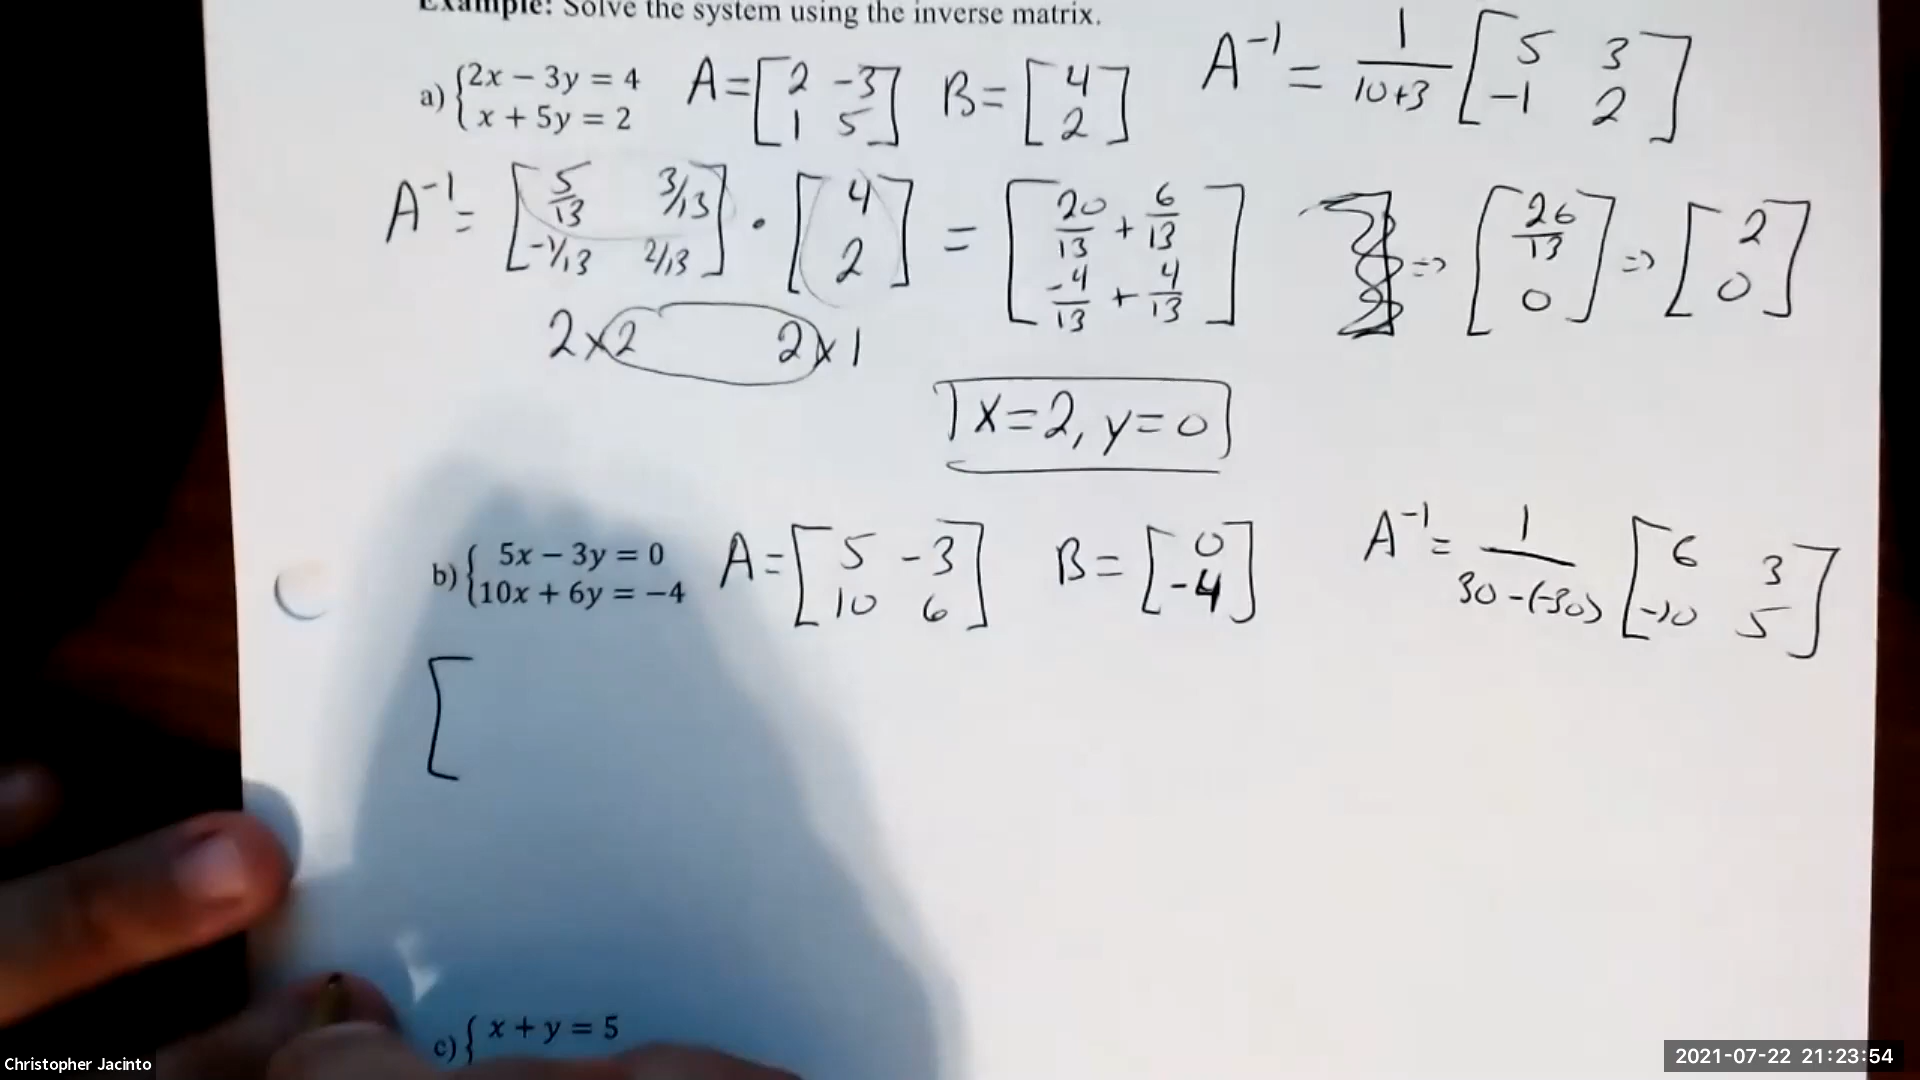 Example: Solve the system using the inverse matrix.
a) {2x − 3y = 4
x + 5y = 2
A = [2 -3
1 5]
B = [4
2]
A⁻¹ = 1/(10+3) [5 3
-1 2]
A⁻¹ = [5/13 3/13
-1/13 2/13] · [4
2] = [20/13 + 6/13
-4/13 + 4/13] => [26/13
0] => [2
0]
2x2 2x1
x=2, y=0
b) {5x − 3y = 0
10x + 6y = −4
A = [5 -3
10 6]
B = [0
-4]
A⁻¹ = 1/(30-(-30)) [6 3
-10 5]
[
c) { x + y = 5
Christopher Jacinto
2021-07-22 21:23:54